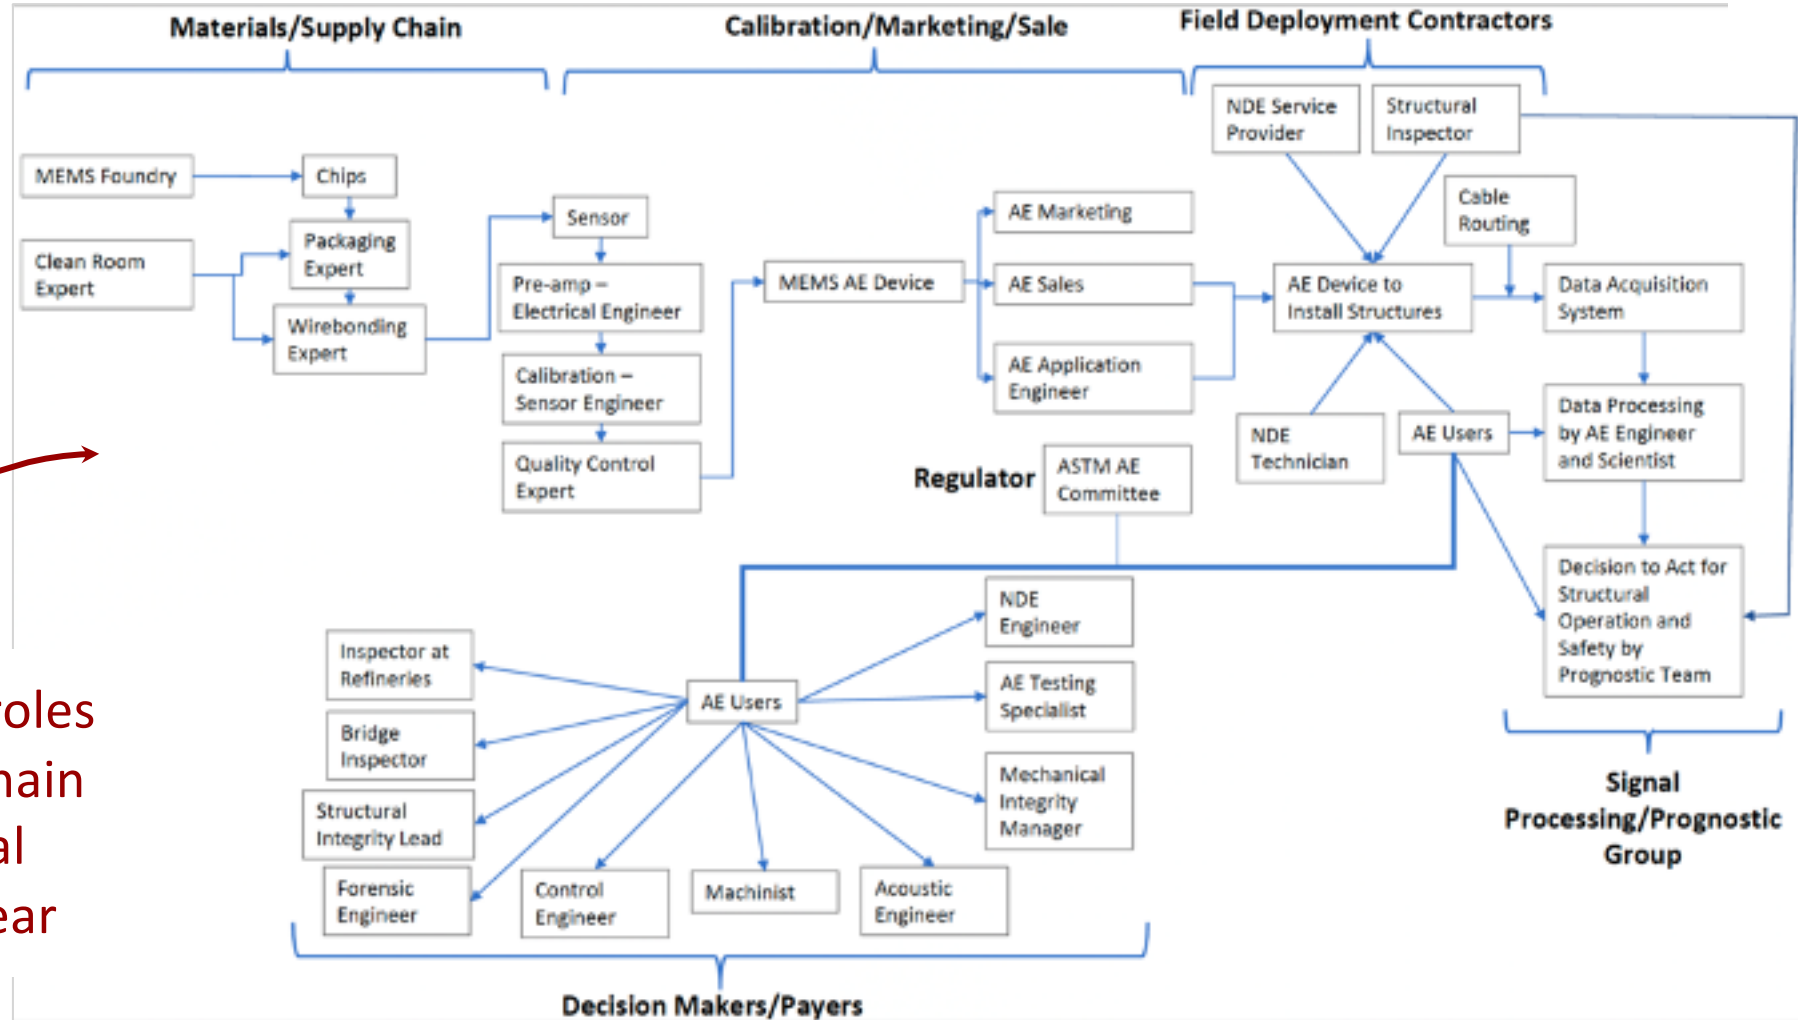 Materials/Supply Chain
Calibration/Marketing/Sale
Field Deployment Contractors
NDE Service
Provider
Structural
Inspector
MEMS Foundry
Chips
Cable
Routing
Sensor
AE Marketing
Packaging
Expert
Clean Room
Expert
Pre-amp –
Electrical Engineer
MEMS AE Device
AE Sales
AE Device to
Install Structures
Data Acquisition
System
Wirebonding
Expert
Calibration –
Sensor Engineer
AE Application
Engineer
Data Processing
by AE Engineer
and Scientist
NDE
Technician
AE Users
Quality Control
Expert
Regulator
ASTM AE
Committee
Decision to Act for
Structural
Operation and
Safety by
Prognostic Team
NDE
Engineer
Inspector at
Refineries
AE Users
AE Testing
Specialist
Bridge
Inspector
Mechanical
Integrity
Manager
Structural
Integrity Lead
Forensic
Engineer
Control
Engineer
Machinist
Acoustic
Engineer
Signal
Processing/Prognostic
Group
Decision Makers/Payers
roles